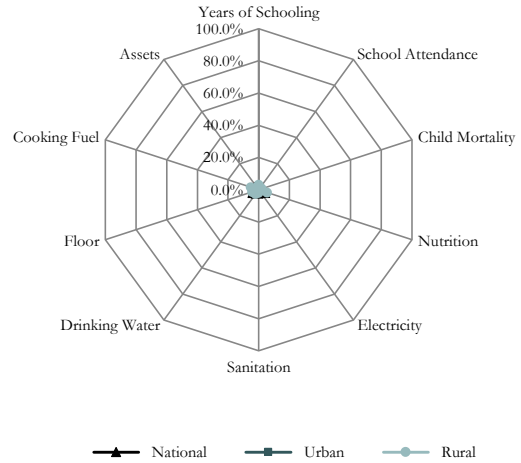 Years of Schooling
100.0%
Assets
School Attendance
80.0%
60.0%
40.0%
Cooking Fuel
Child Mortality
20.0%
0.0%
Floor
Nutrition
Drinking Water
Electricity
Sanitation
National Urban Rural